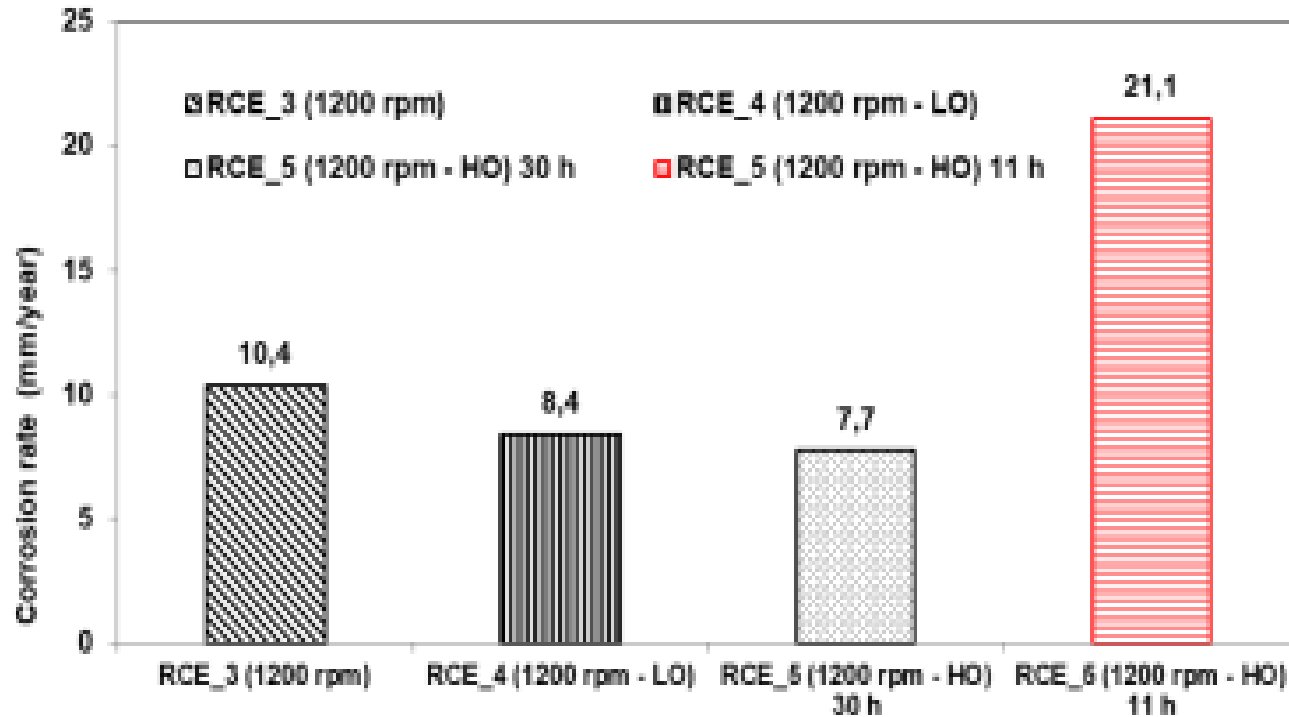 25
20
15
10
5
0
Corrosion rate (mm/year)
RCE_3 (1200 rpm)
RCE_4 (1200 rpm - LO)
RCE_5 (1200 rpm - HO) 30 h
RCE_5 (1200 rpm - HO) 11 h
10,4
8,4
7,7
21,1
RCE_3 (1200 rpm)
RCE_4 (1200 rpm - LO)
RCE_5 (1200 rpm - HO)
30 h
RCE_5 (1200 rpm - HO)
11 h